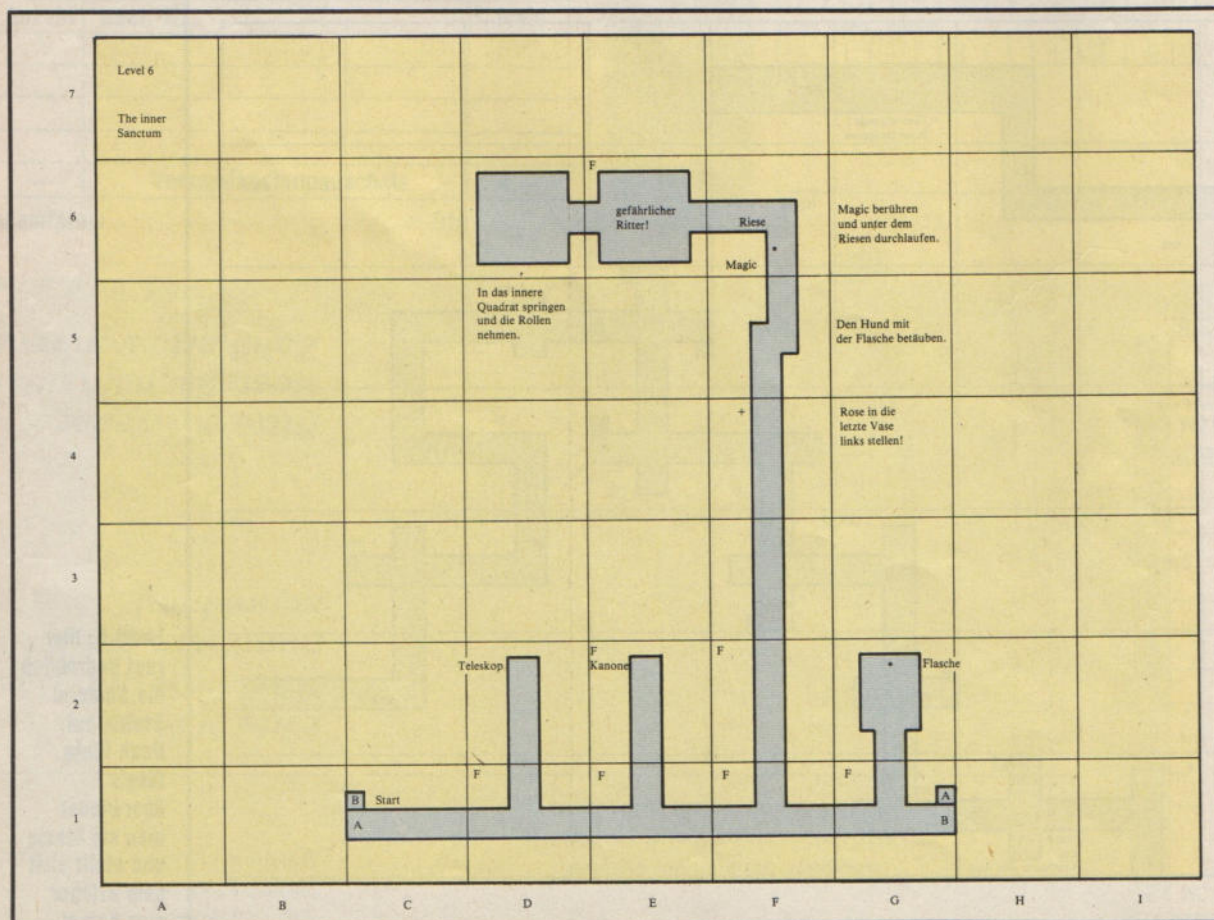 Level 6
7
The inner
Sanctum
F
6
gefährlicher
Ritter!
Riese
Magic
Magic berühren
und unter dem
Riesen durchlaufen.
In das innere
Quadrat springen
und die Rollen
nehmen.
5
Den Hund mit
der Flasche betäuben.
+
Rose in die
letzte Vase
links stellen!
4
3
F
F
Teleskop
Kanone
Flasche
2
F
F
F
F
B
Start
A
1
A
B
A
B
C
D
E
F
G
H
I